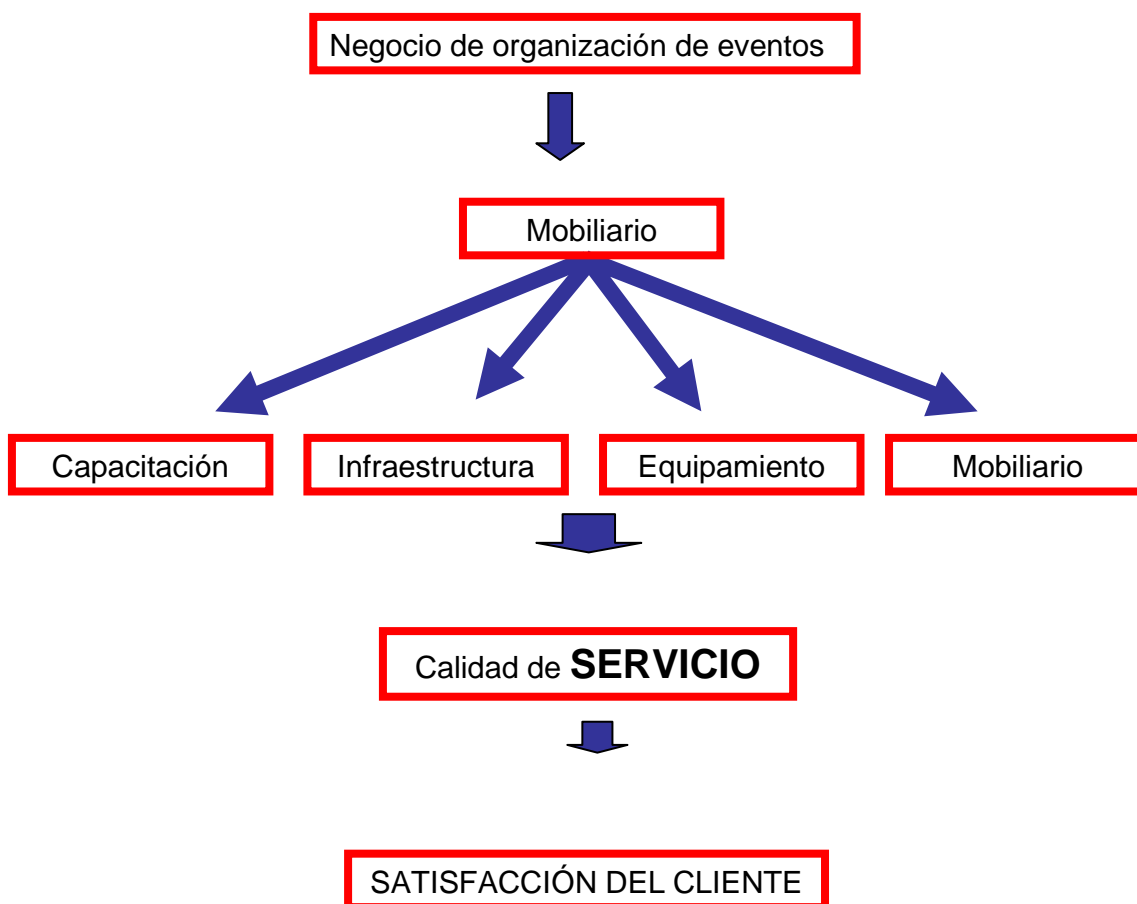 Negocio de organización de eventos
Mobiliario
Capacitación
Infraestructura
Equipamiento
Mobiliario
Calidad de SERVICIO
SATISFACCIÓN DEL CLIENTE